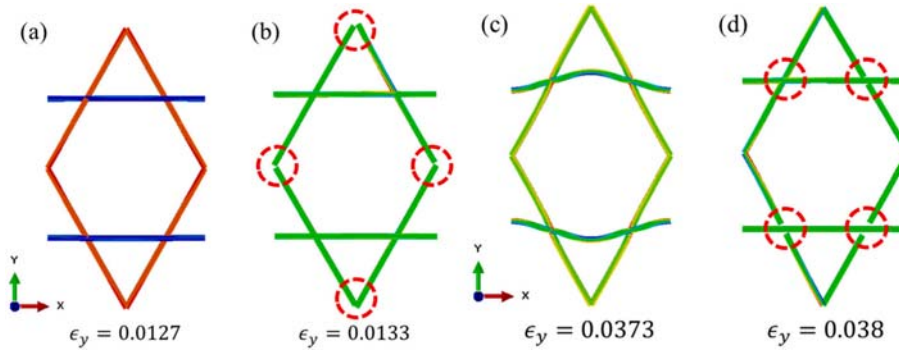 (a)
(b)
(c)
(d)
Y
X
Y
X
ϵ_y = 0.0127
ϵ_y = 0.0133
ϵ_y = 0.0373
ϵ_y = 0.038